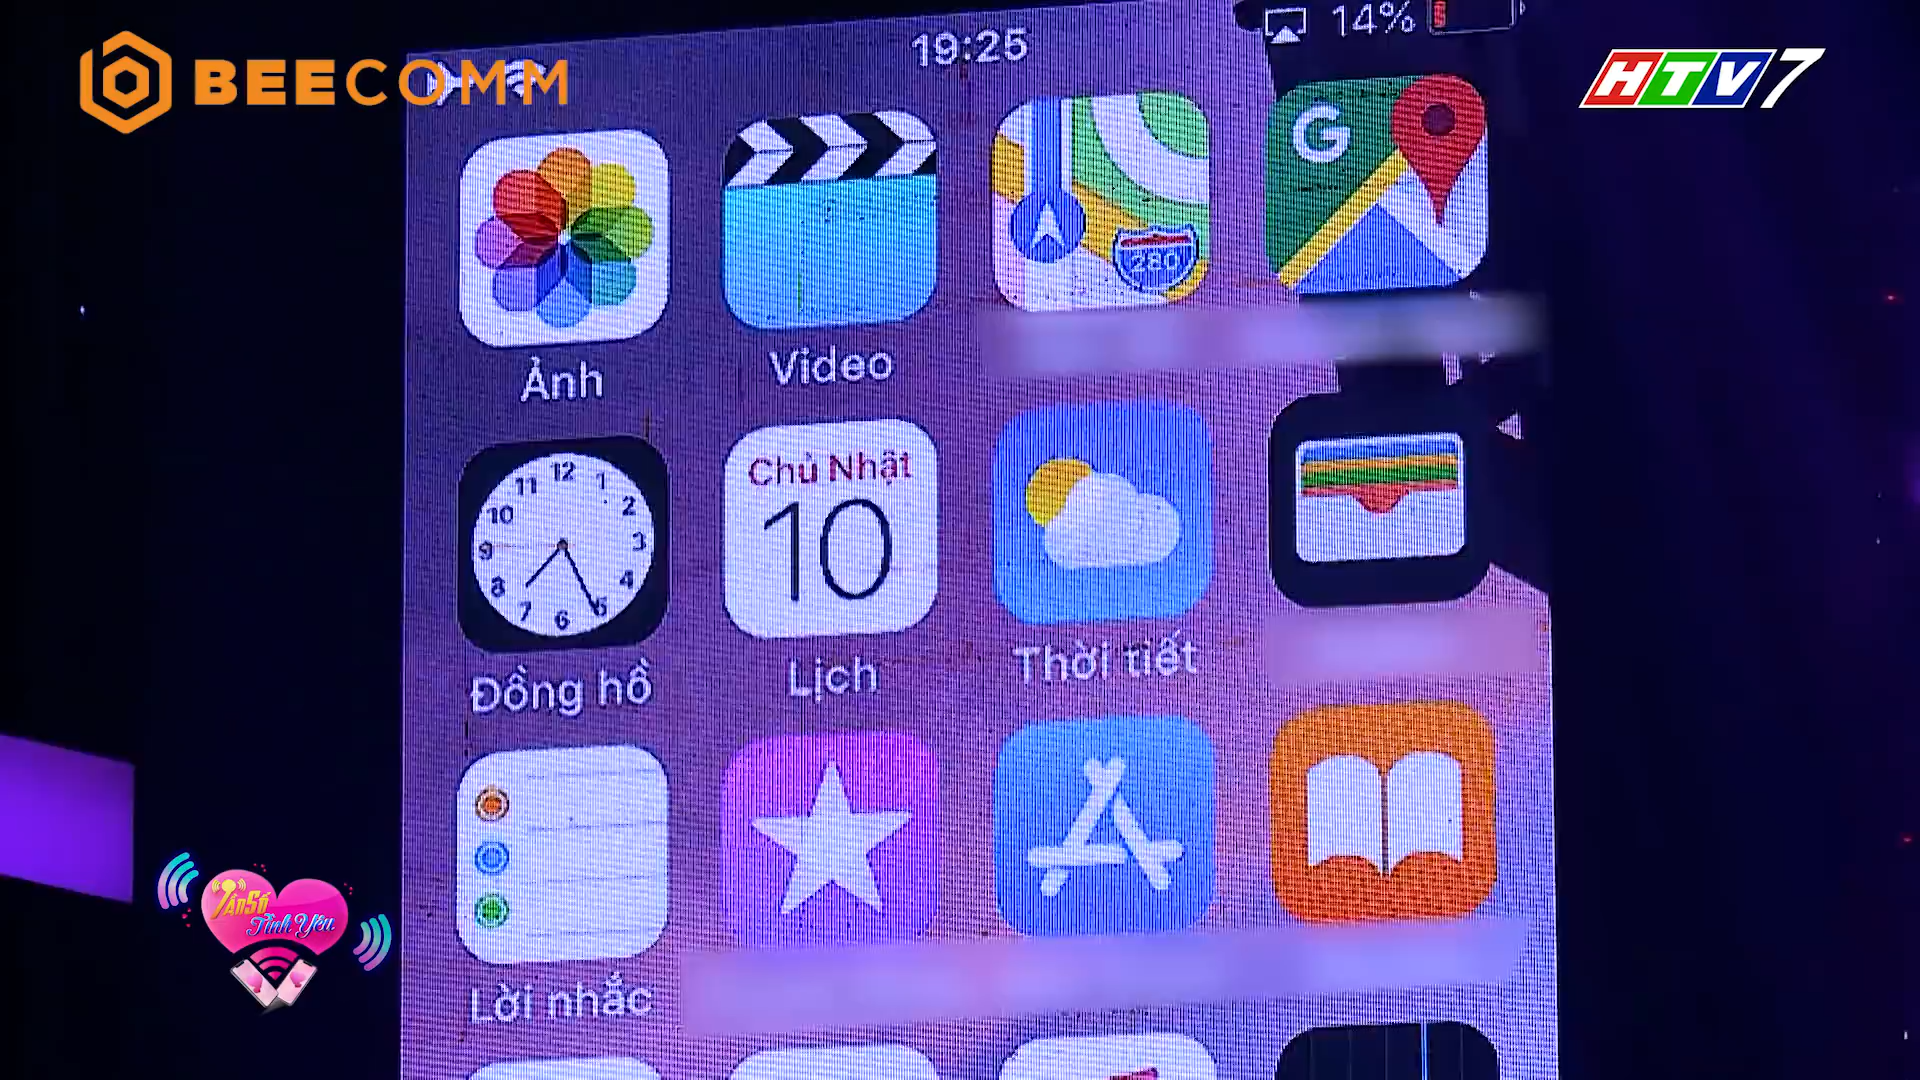 BEECOMM
19:25
14%
HTV7
G
280
Ảnh
Video
12
1
2
3
4
5
6
7
8
9
10
11
Chủ Nhật
10
Đồng hồ
Lịch
Thời tiết
Lời nhắc
Ẩn Số
Tình Yêu